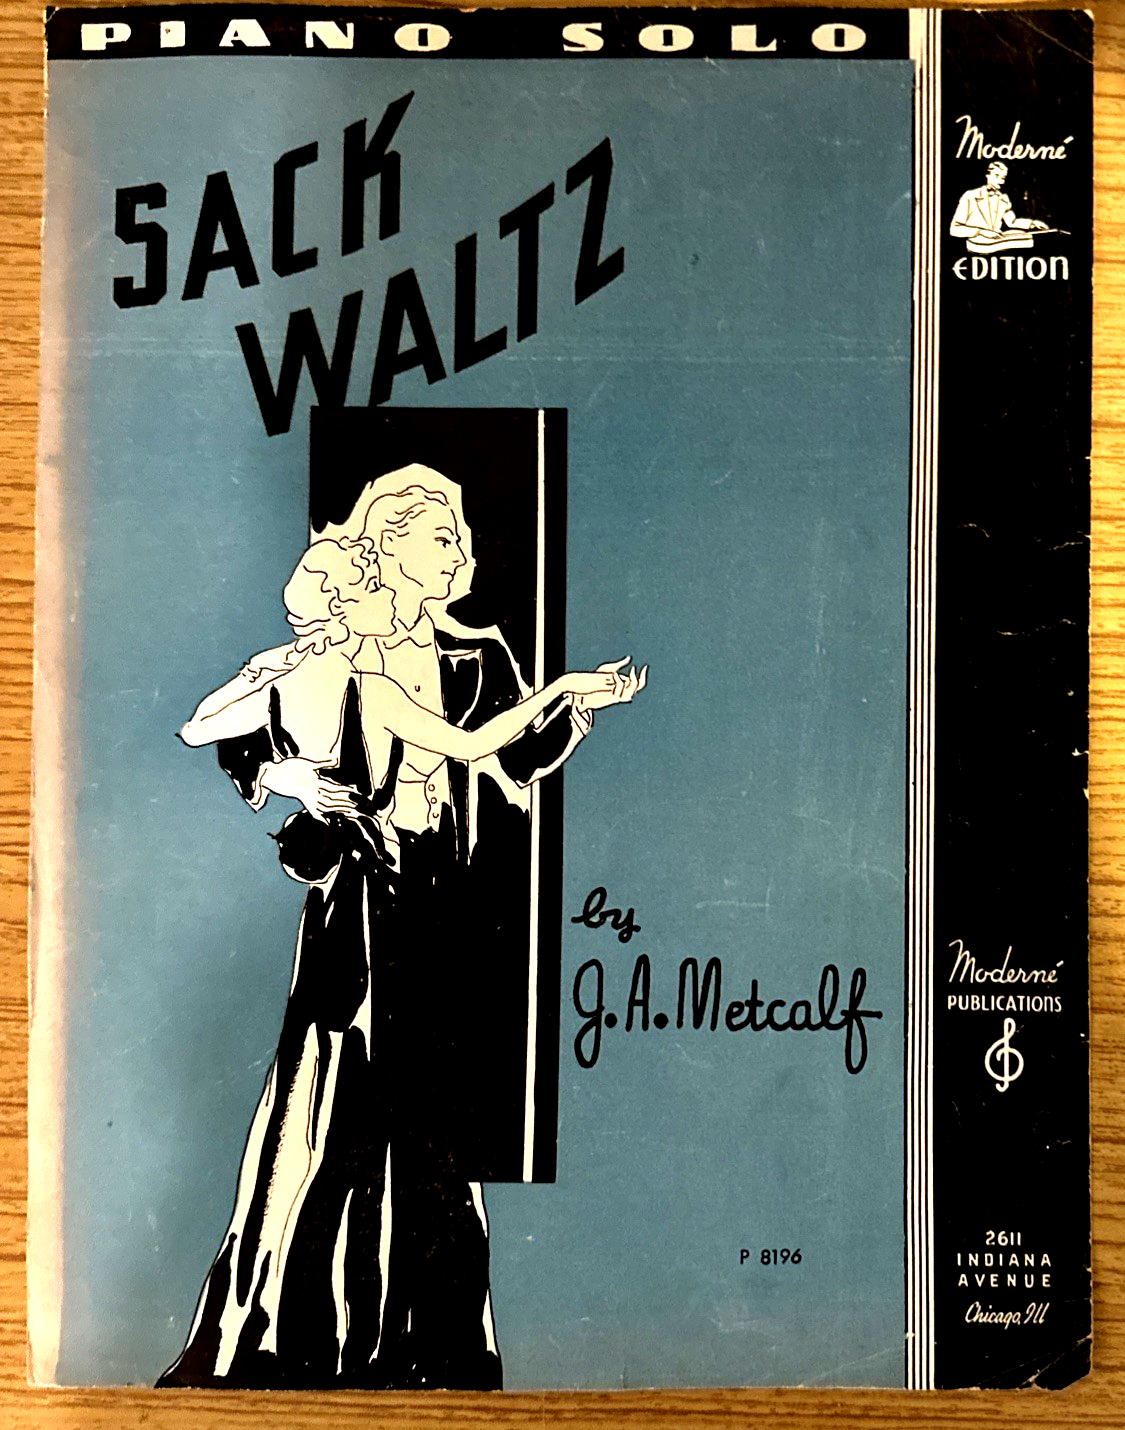 PIANO SOLO
SACK
WALTZ
by
J. A. Metcalf
P 8196
Moderné
EDITION
Moderné
PUBLICATIONS
2611
INDIANA
AVENUE
Chicago, Ill